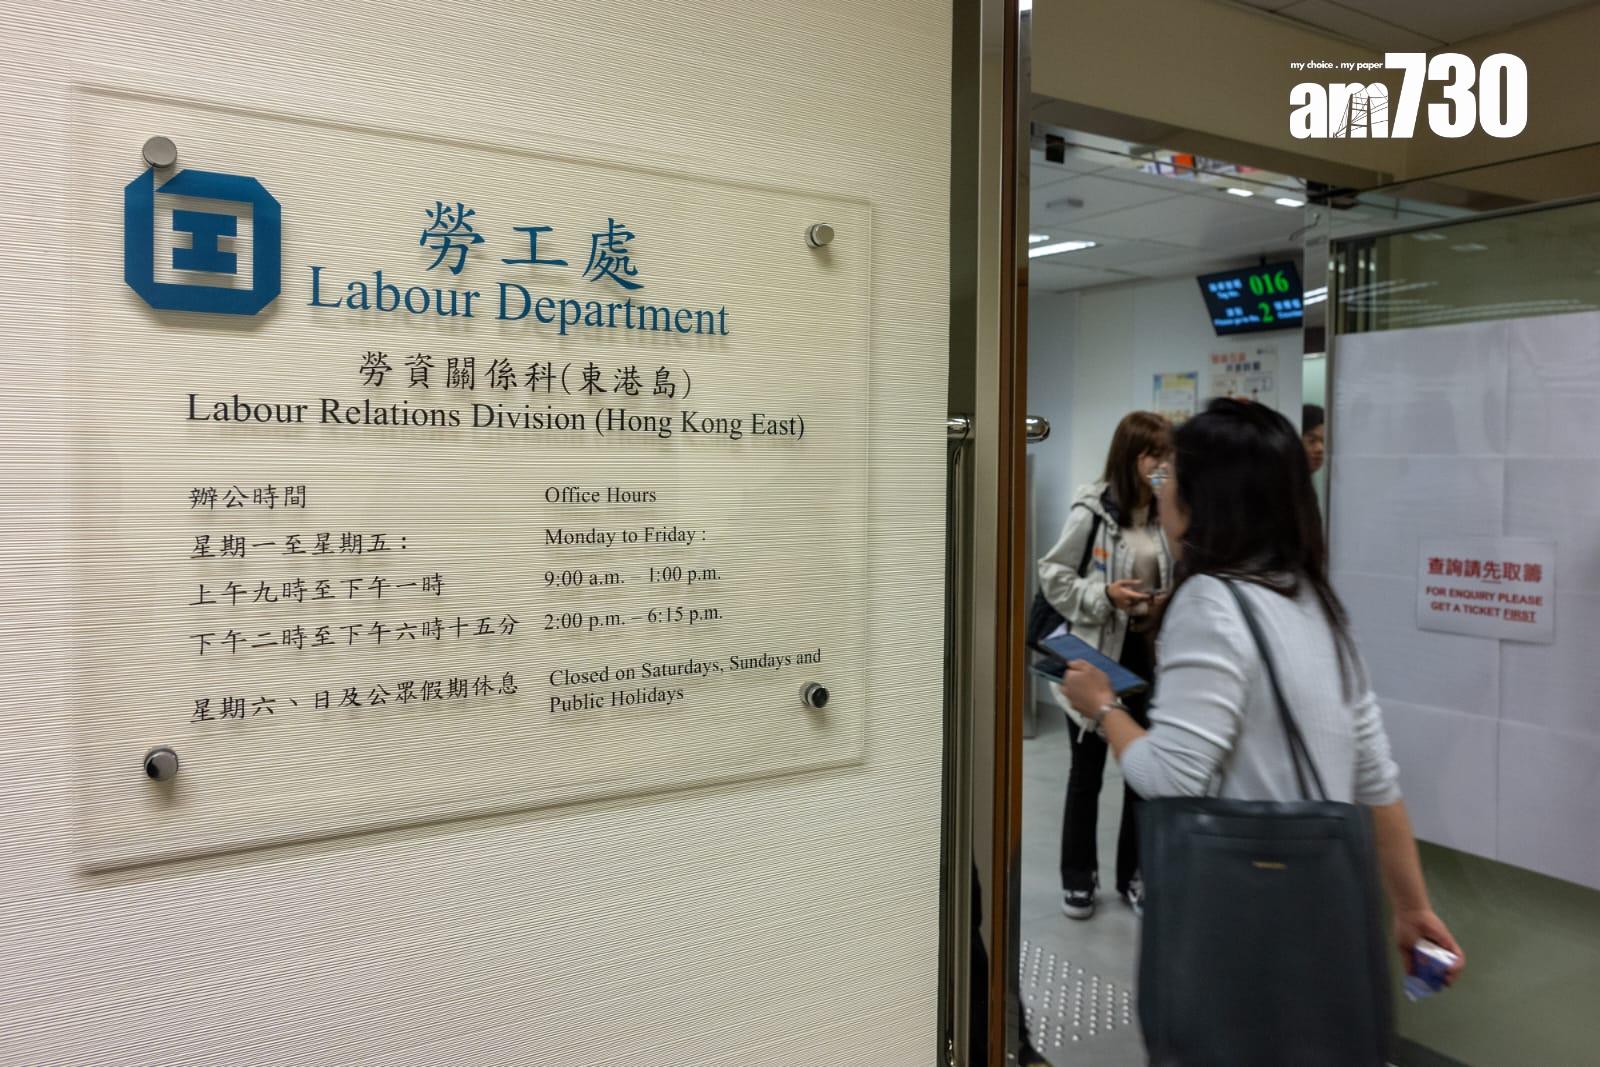 勞工處
Labour Department
勞資關係科(東港島)
Labour Relations Division (Hong Kong East)
辦公時間
Office Hours
星期一至星期五：
Monday to Friday :
上午九時至下午一時
9:00 a.m. – 1:00 p.m.
下午二時至下午六時十五分
2:00 p.m. – 6:15 p.m.
星期六、日及公眾假期休息
Closed on Saturdays, Sundays and
Public Holidays
my choice . my paper
am730
016
2
查詢請先取籌
FOR ENQUIRY PLEASE
GET A TICKET FIRST